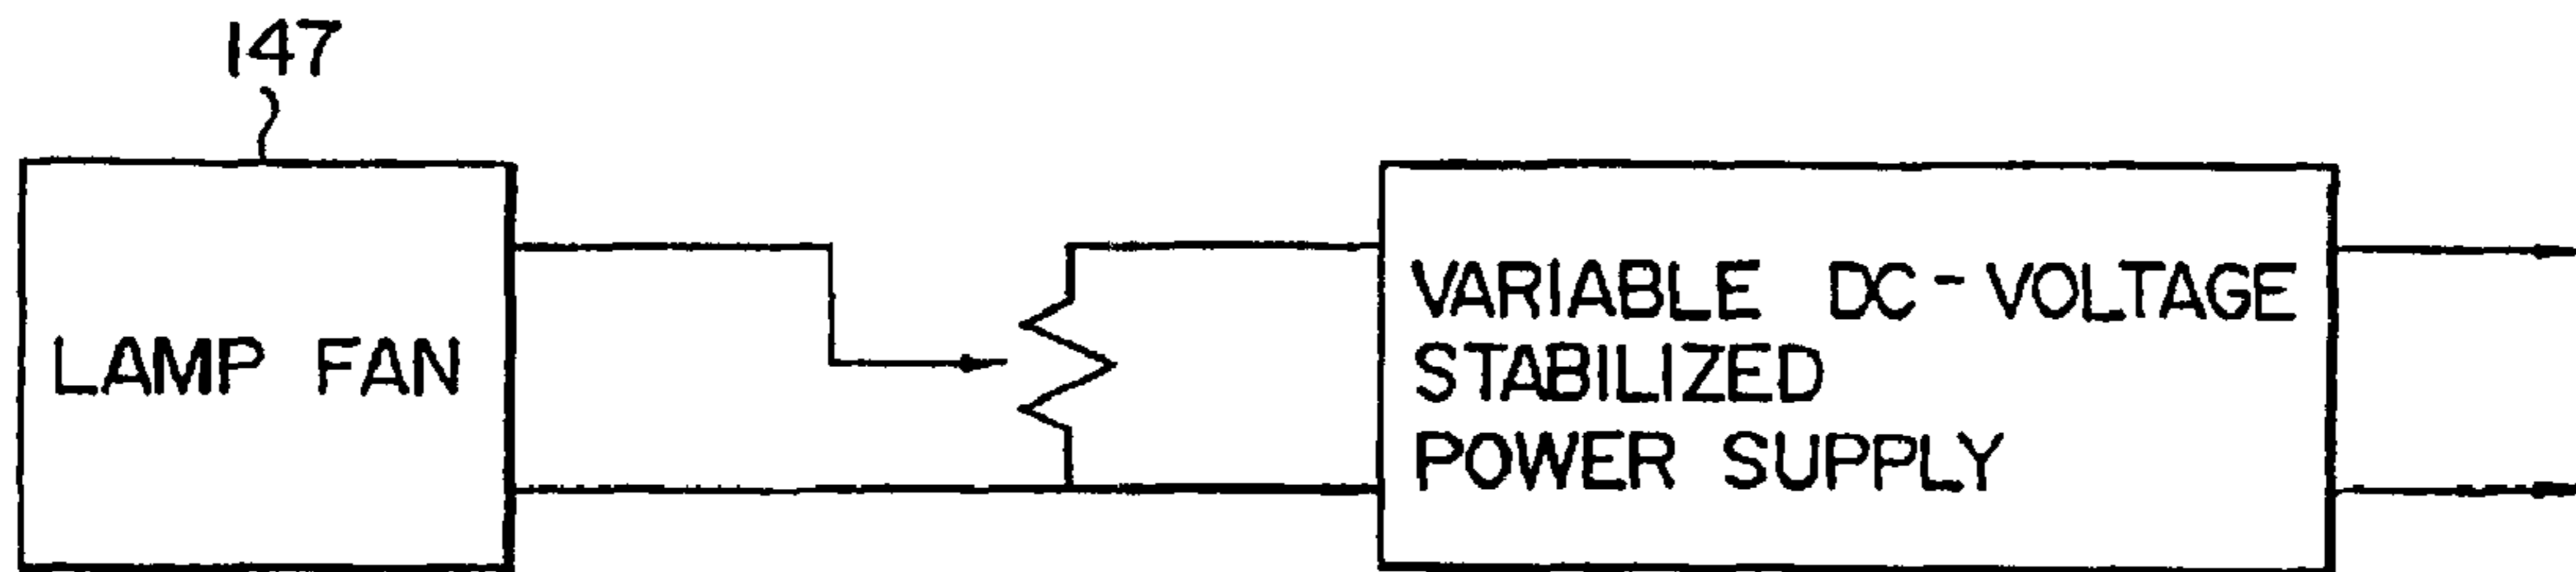 147
LAMP FAN
VARIABLE DC-VOLTAGE
STABILIZED
POWER SUPPLY